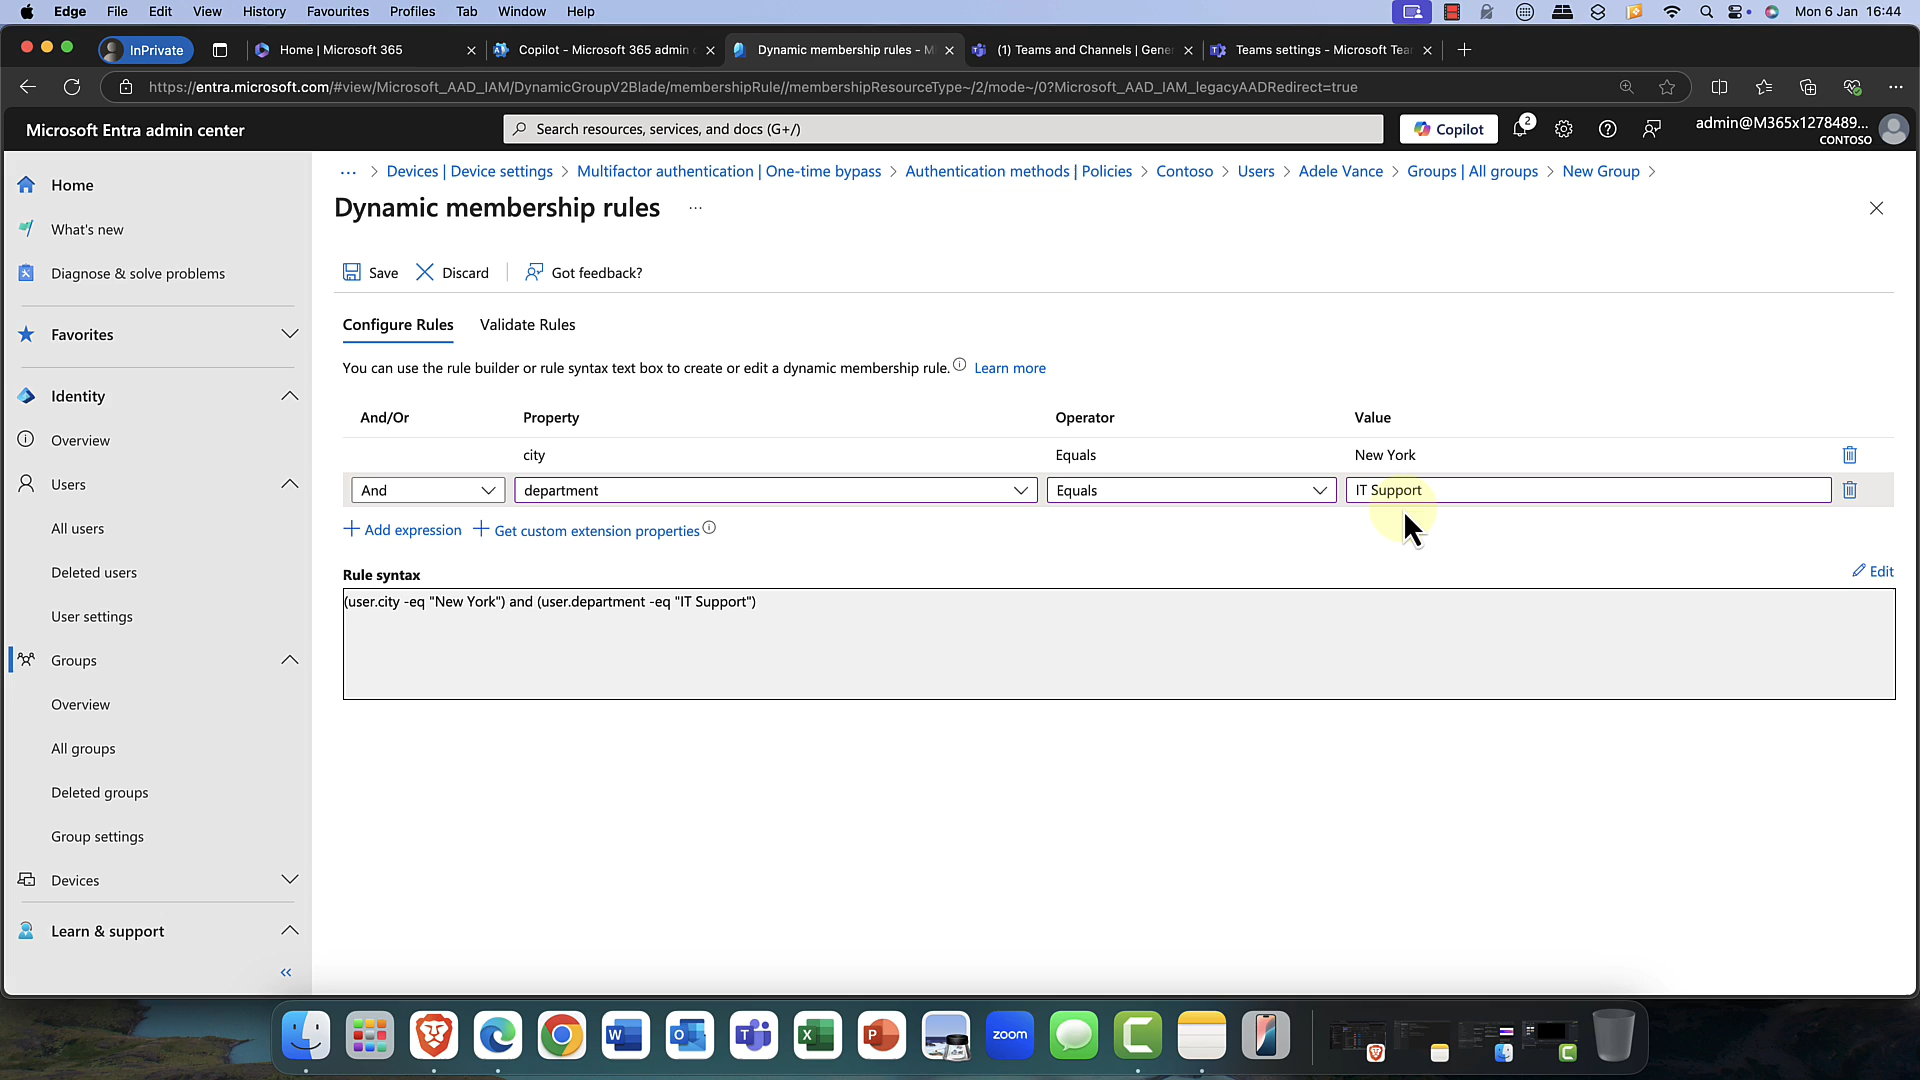 Edge File Edit View History Favourites Profiles Tab Window Help Mon 6 Jan 16:44
InPrivate Home | Microsoft 365 Copilot - Microsoft 365 admin Dynamic membership rules - M (1) Teams and Channels | Gene Teams settings - Microsoft Tea
https://entra.microsoft.com/#view/Microsoft_AAD_IAM/DynamicGroupV2Blade/membershipRule//membershipResourceType~/2/mode~/0?Microsoft_AAD_IAM_legacyAADRedirect=true
Microsoft Entra admin center
Search resources, services, and docs (G+/)
Copilot
2
admin@M365x1278489...
CONTOSO
Home
What's new
Diagnose & solve problems
Favorites
Identity
Overview
Users
All users
Deleted users
User settings
Groups
Overview
All groups
Deleted groups
Group settings
Devices
Learn & support
... > Devices | Device settings > Multifactor authentication | One-time bypass > Authentication methods | Policies > Contoso > Users > Adele Vance > Groups | All groups > New Group >
Dynamic membership rules ...
Save Discard Got feedback?
Configure Rules Validate Rules
You can use the rule builder or rule syntax text box to create or edit a dynamic membership rule. Learn more
And/Or Property Operator Value
city Equals New York
And department Equals IT Support
Add expression Get custom extension properties
Rule syntax
Edit
(user.city -eq "New York") and (user.department -eq "IT Support")
zoom